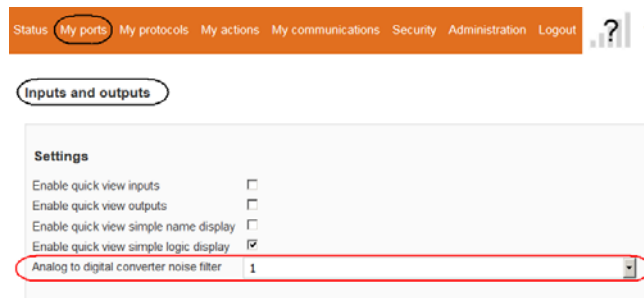 Status My ports My protocols My actions My communications Security Administration Logout ?
Inputs and outputs
Settings
Enable quick view inputs
Enable quick view outputs
Enable quick view simple name display
Enable quick view simple logic display
Analog to digital converter noise filter 1